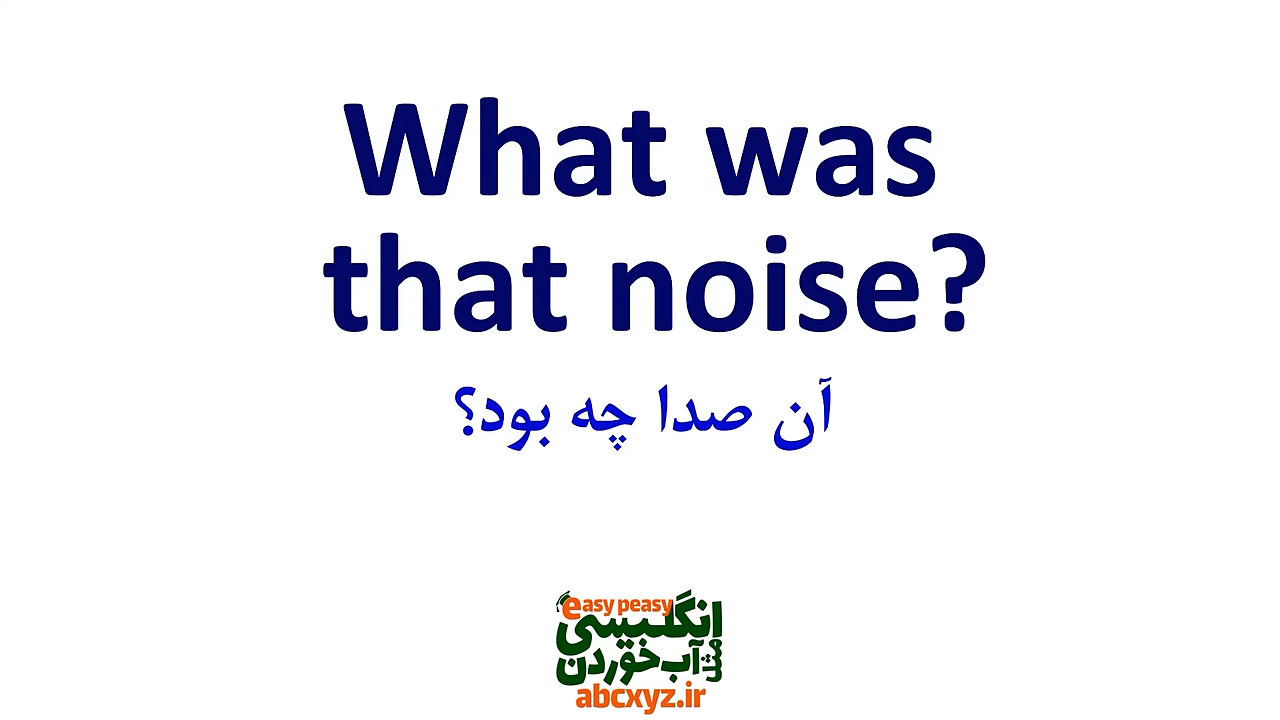 What was
that noise?
آن صدا چه بود؟
easy peasy
انگلیسی
مثل آب خوردن
abcxyz.ir